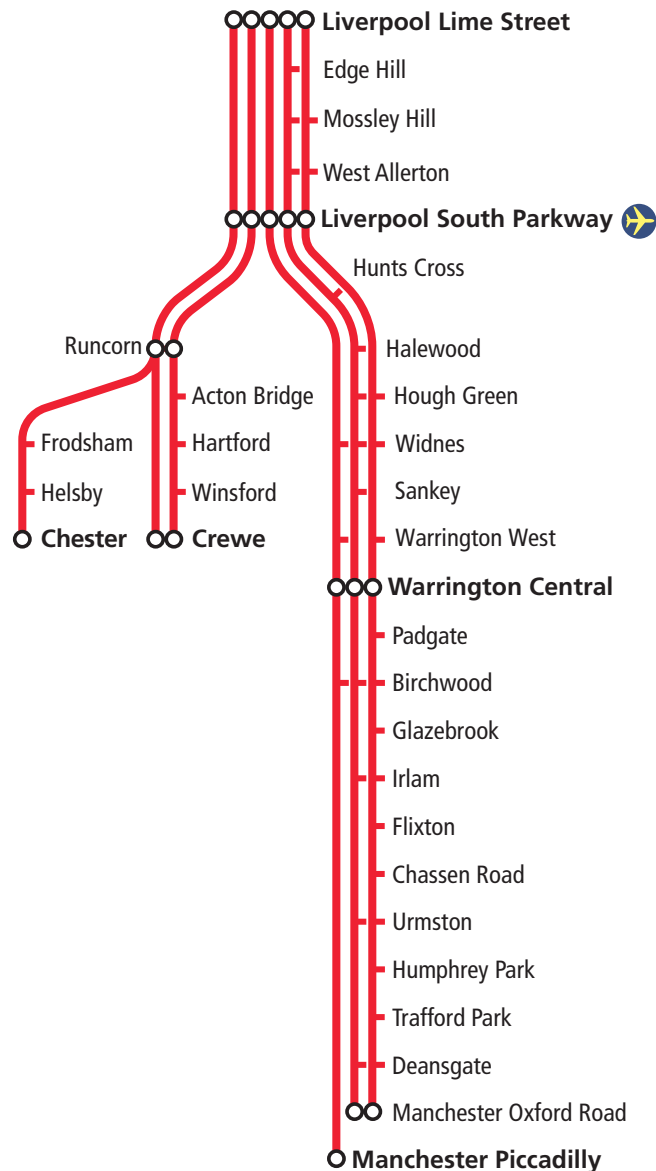 Liverpool Lime Street
Edge Hill
Mossley Hill
West Allerton
Liverpool South Parkway
Hunts Cross
Runcorn
Halewood
Acton Bridge
Hough Green
Frodsham
Hartford
Widnes
Helsby
Winsford
Sankey
Chester
Crewe
Warrington West
Warrington Central
Padgate
Birchwood
Glazebrook
Irlam
Flixton
Chassen Road
Urmston
Humphrey Park
Trafford Park
Deansgate
Manchester Oxford Road
Manchester Piccadilly